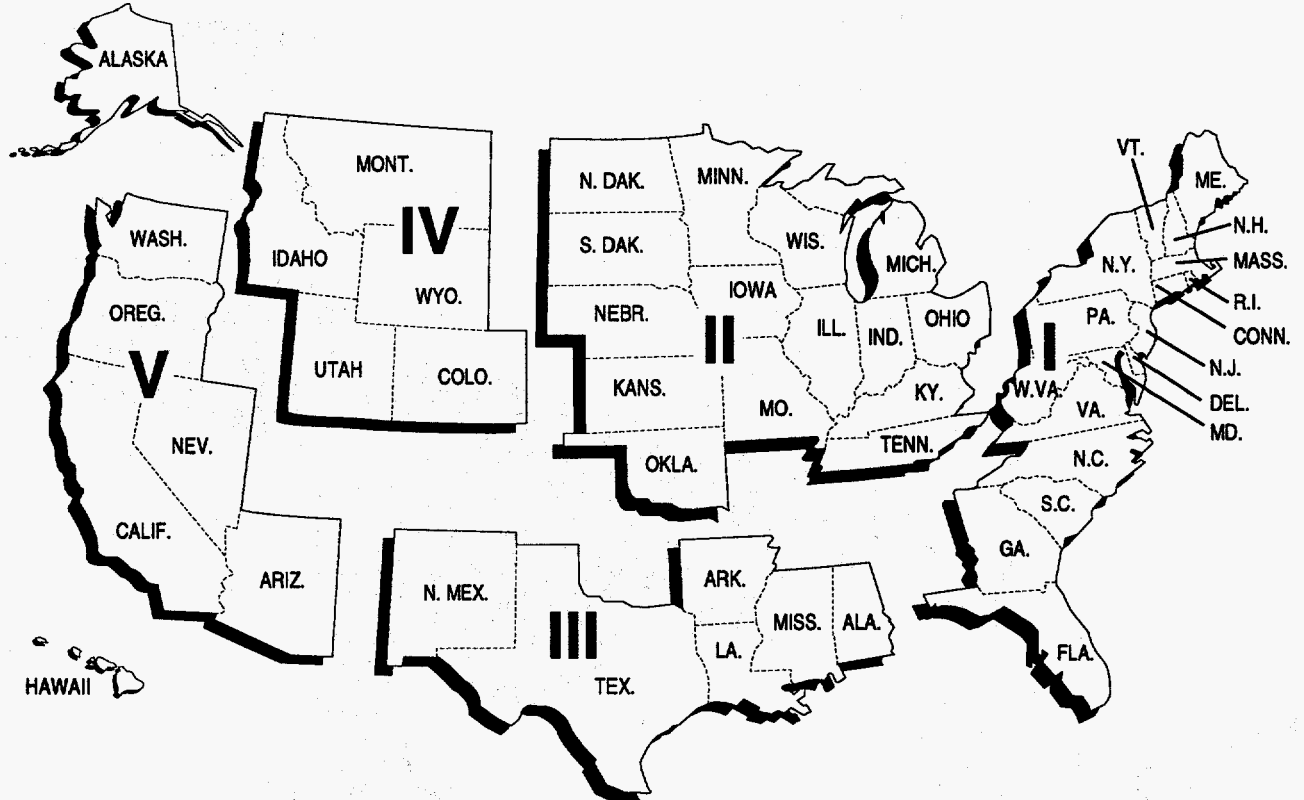 ALASKA
MONT.
N. DAK.
MINN.
VT.
ME.
WASH.
IV
S. DAK.
WIS.
N.H.
IDAHO
MICH.
N.Y.
MASS.
WYO.
IOWA
R.I.
OREG.
NEBR.
II
ILL.
IND.
OHIO
PA.
CONN.
I
V
UTAH
COLO.
KANS.
N.J.
KY.
W.VA.
MO.
VA.
DEL.
MD.
NEV.
OKLA.
TENN.
N.C.
S.C.
CALIF.
GA.
ARIZ.
N. MEX.
ARK.
III
MISS.
ALA.
LA.
FLA.
HAWAII
TEX.